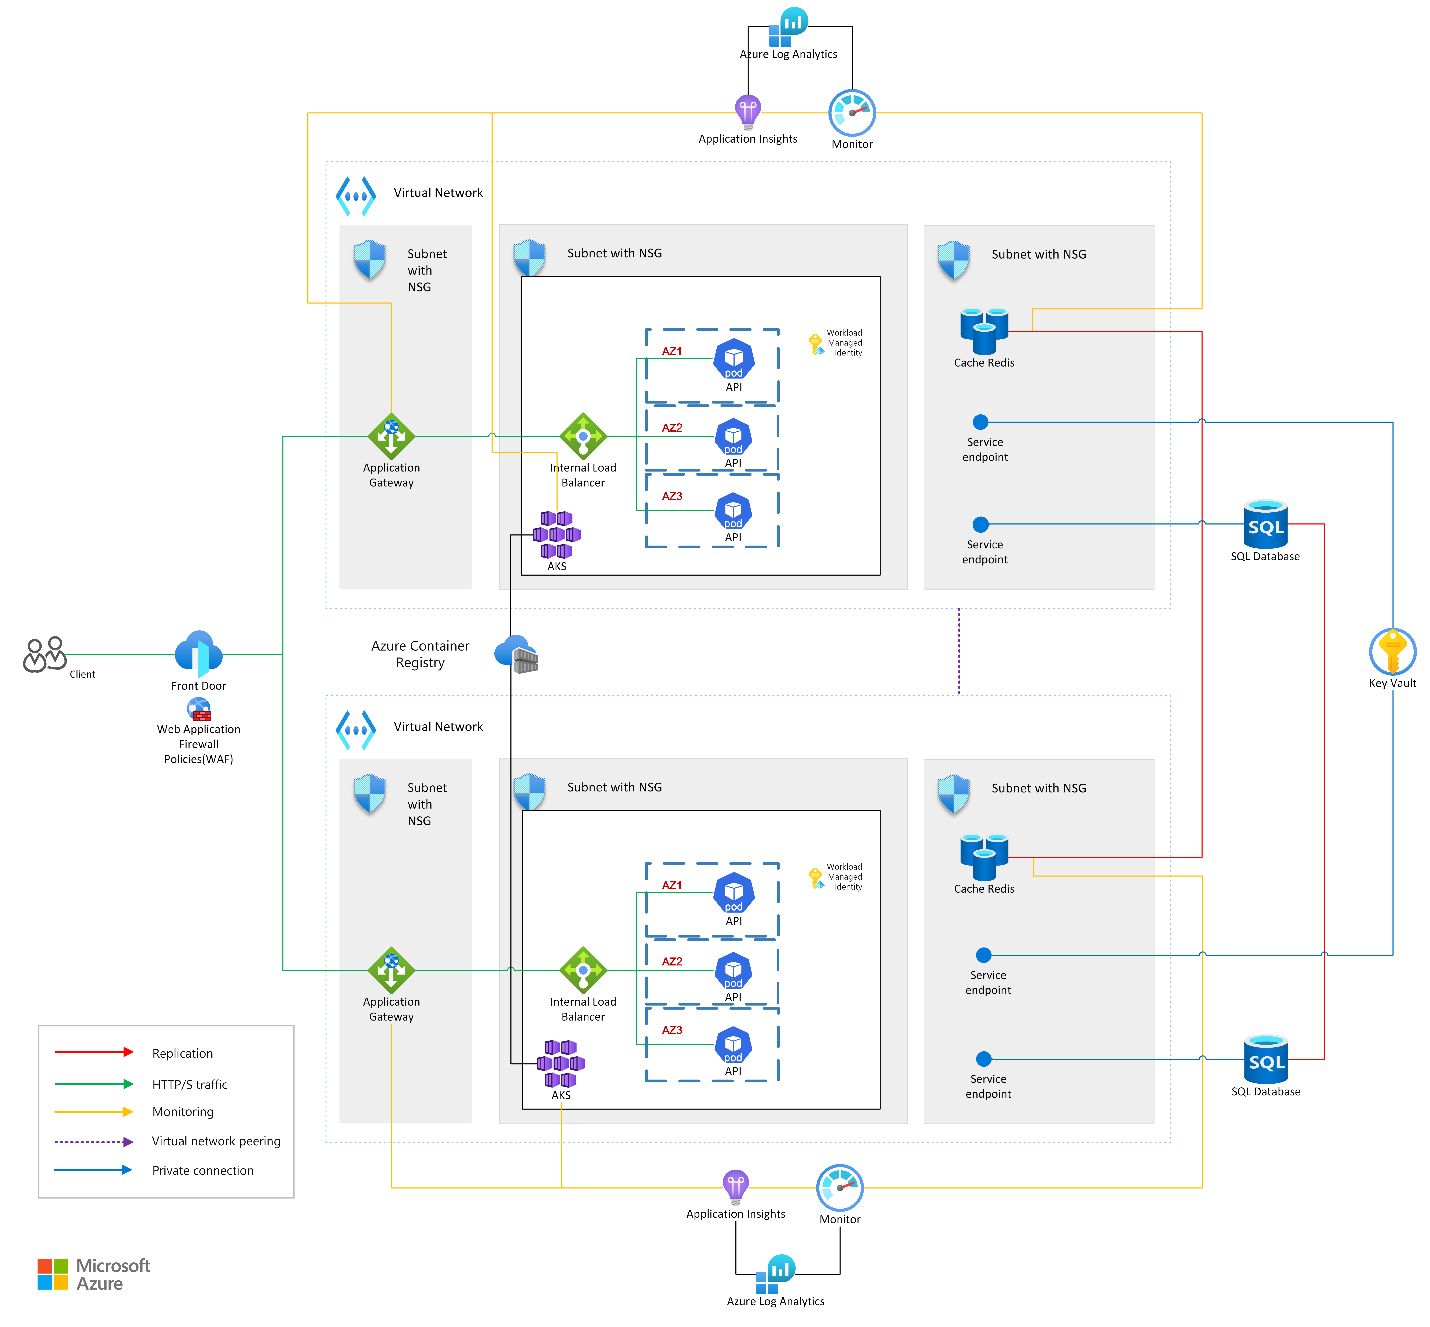 Azure Log Analytics
Application Insights
Monitor
Virtual Network
Subnet
with
NSG
Subnet with NSG
Subnet with NSG
Workload
Managed
Identity
AZ1
pod
API
Cache Redis
AZ2
API
Service
endpoint
Application
Gateway
Internal Load
Balancer
AZ3
pod
API
AKS
Service
endpoint
SQL
SQL Database
Client
Front Door
Web Application
Firewall
Policies(WAF)
Azure Container
Registry
Key Vault
Virtual Network
Subnet
with
NSG
Subnet with NSG
Subnet with NSG
Workload
Managed
Identity
AZ1
pod
API
Cache Redis
AZ2
pod
API
Service
endpoint
Application
Gateway
Internal Load
Balancer
AZ3
pod
API
AKS
Service
endpoint
SQL
SQL Database
Replication
HTTP/S traffic
Monitoring
Virtual network peering
Private connection
Application Insights
Monitor
Azure Log Analytics
Microsoft
Azure